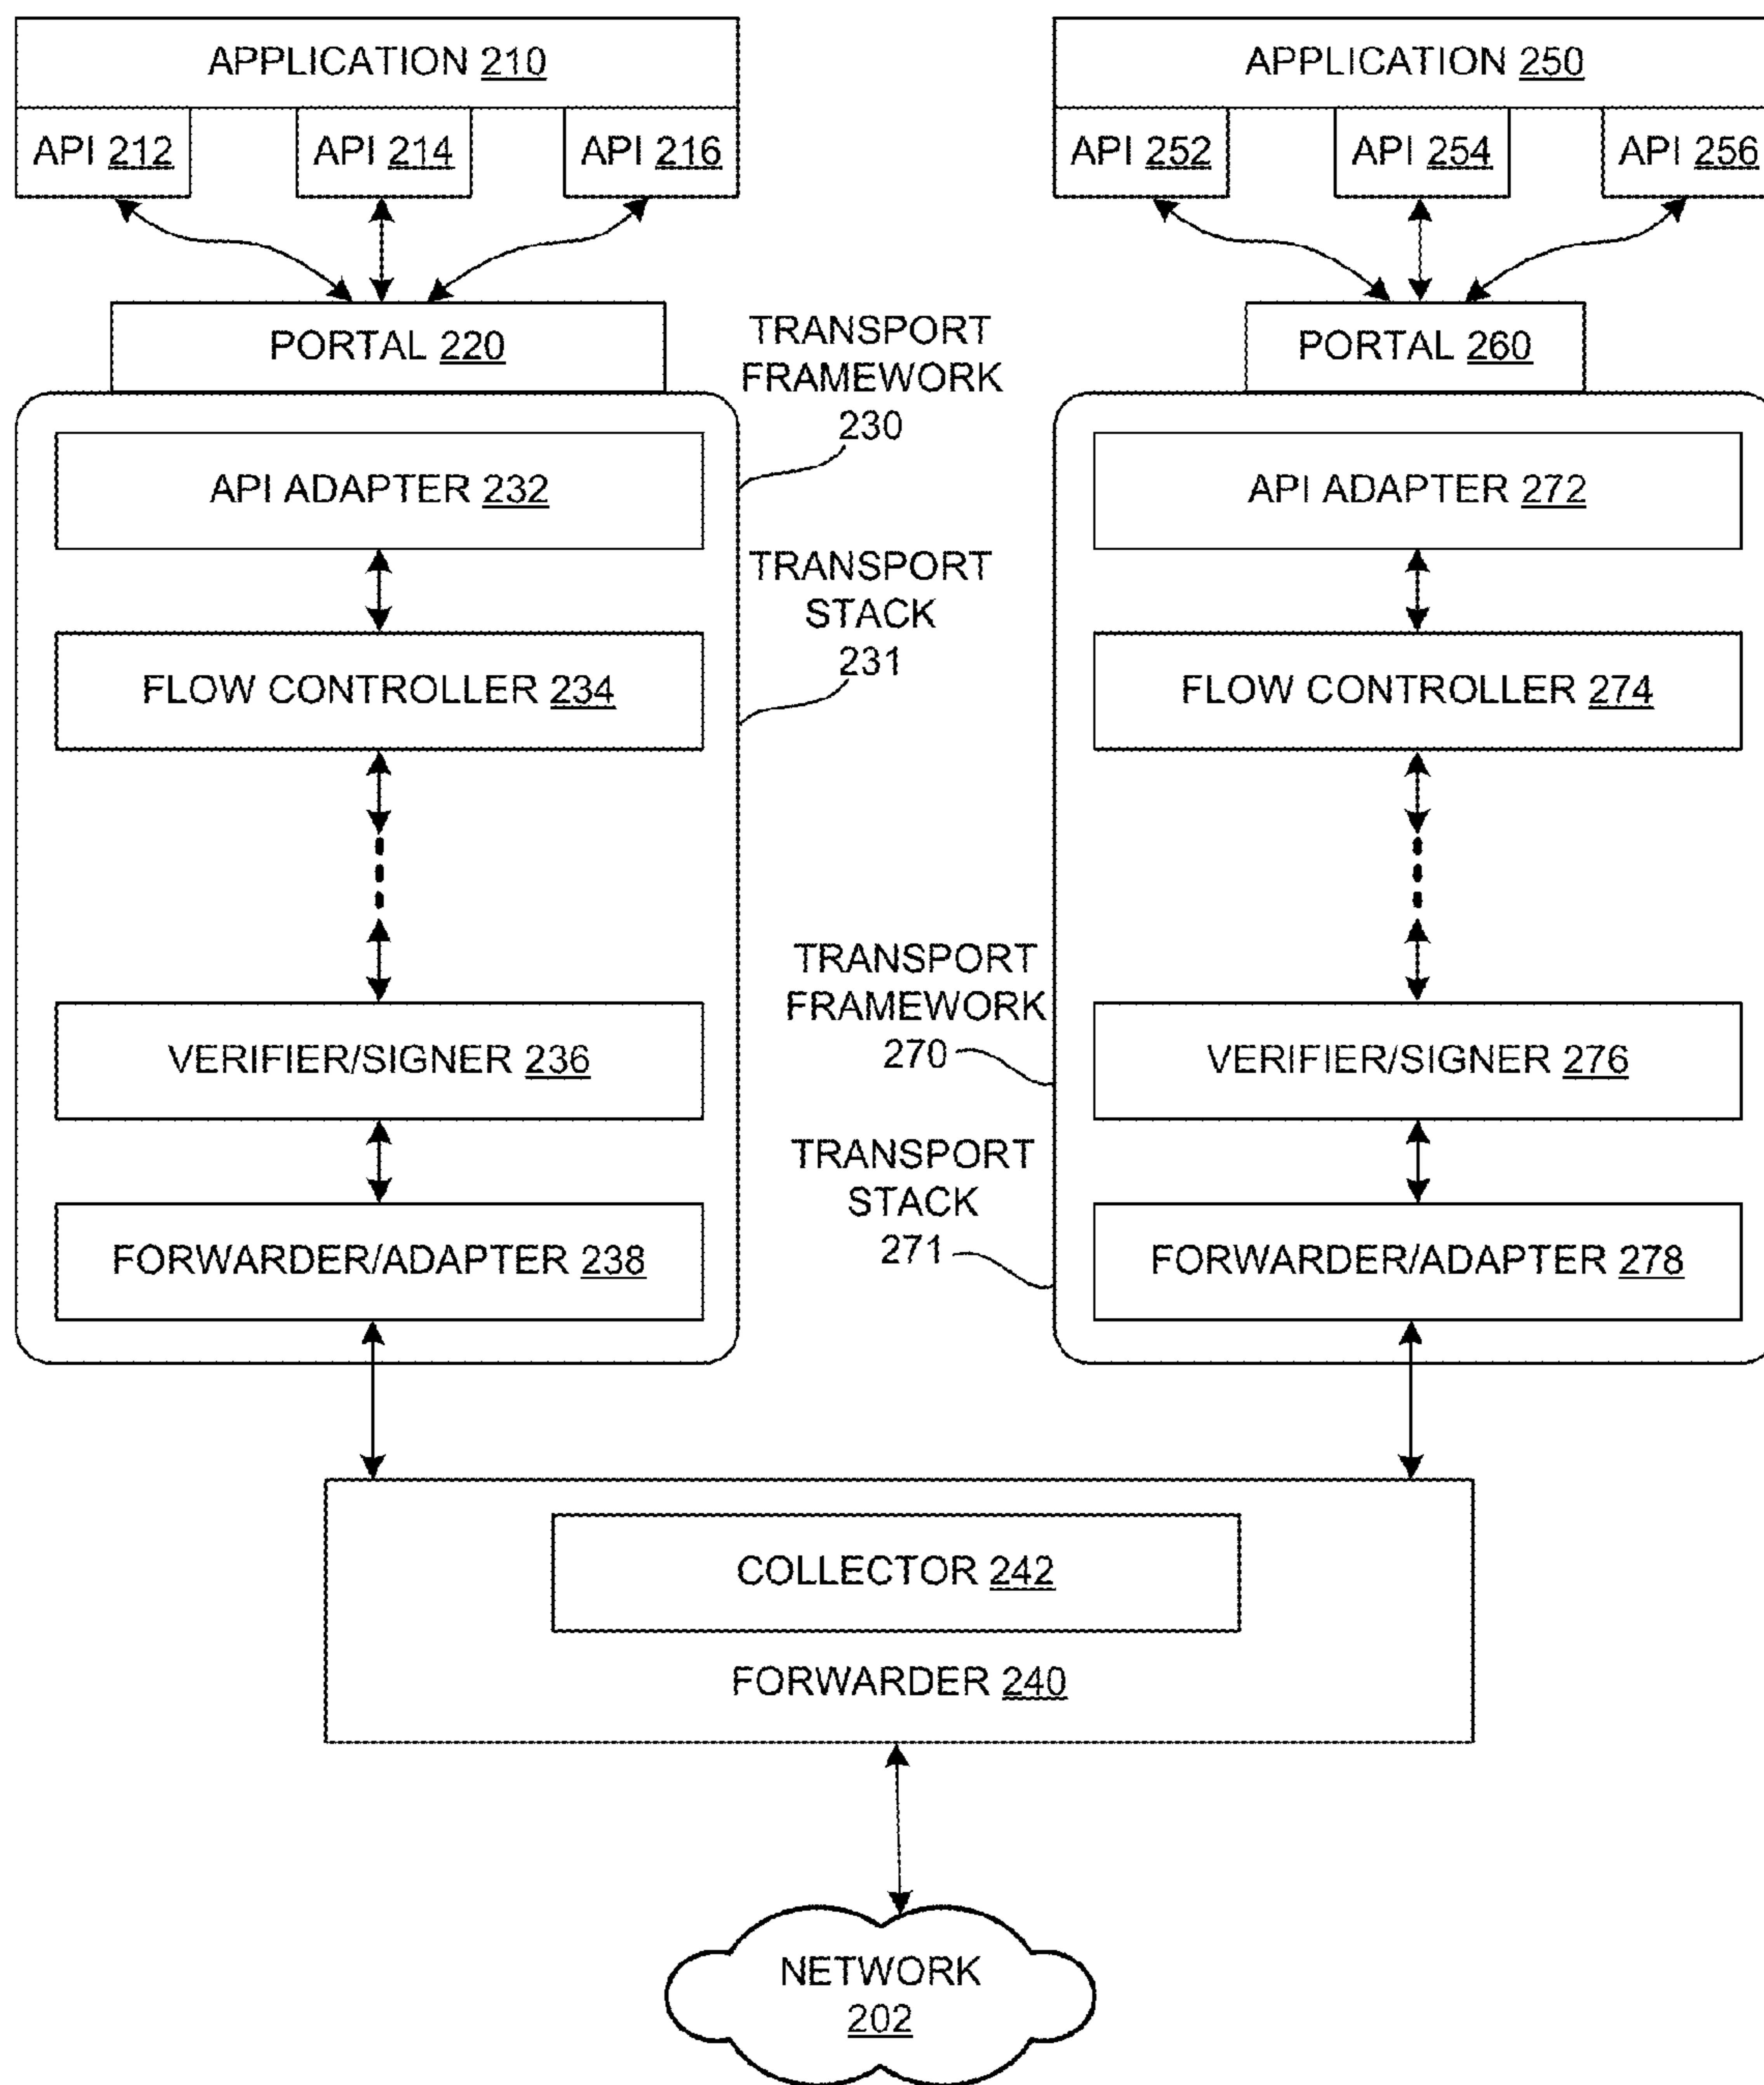 APPLICATION 210
API 212
API 214
API 216
PORTAL 220
TRANSPORT
FRAMEWORK
230
API ADAPTER 232
TRANSPORT
STACK
231
FLOW CONTROLLER 234
VERIFIER/SIGNER 236
FORWARDER/ADAPTER 238
APPLICATION 250
API 252
API 254
API 256
PORTAL 260
API ADAPTER 272
FLOW CONTROLLER 274
TRANSPORT
FRAMEWORK
270
VERIFIER/SIGNER 276
TRANSPORT
STACK
271
FORWARDER/ADAPTER 278
COLLECTOR 242
FORWARDER 240
NETWORK
202